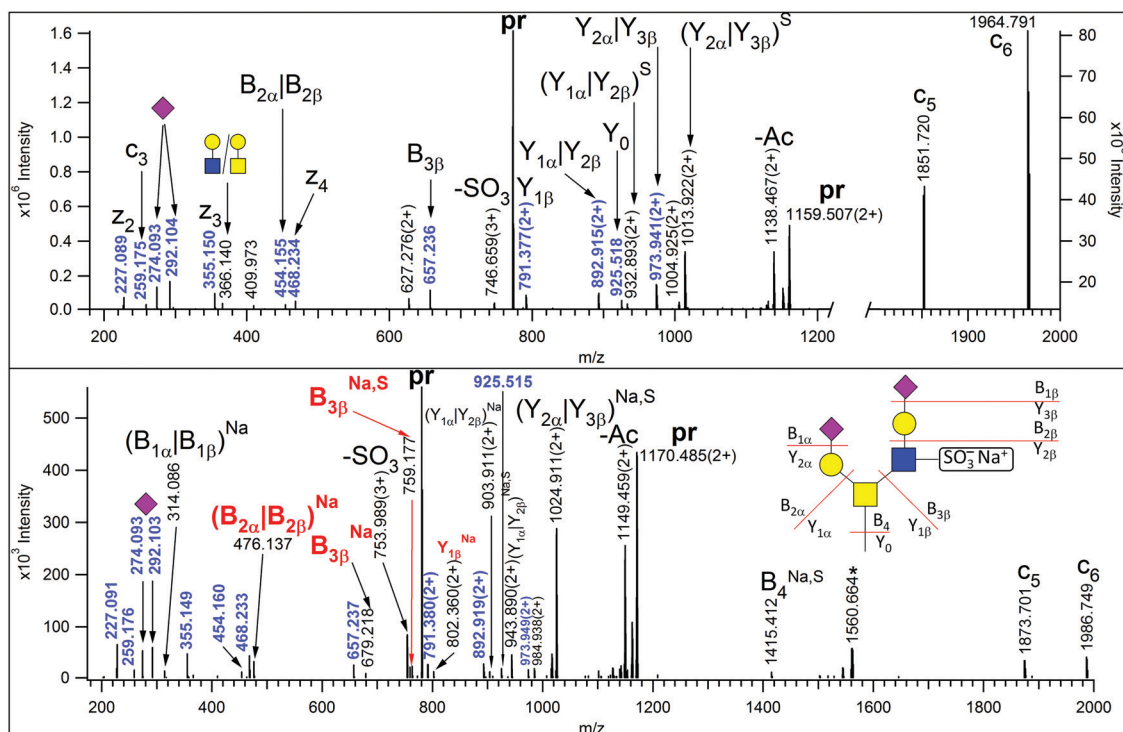 pr
1964.791
Y2α|Y3β
(Y2α|Y3β)^S
c6
B2α|B2β
(Y1α|Y2β)^S
c5
c3
Y1α|Y2β
Y0
-Ac
B3β
z4
-SO3
Y1β
z2
z3
pr
227.089
259.175
274.093
292.104
355.150
366.140
409.973
454.155
468.234
627.276(2+)
657.236
746.659(3+)
791.377(2+)
892.915(2+)
925.518
932.893(2+)
973.941(2+)
1004.925(2+)
1013.922(2+)
1138.467(2+)
1159.507(2+)
1851.720
x10^6 Intensity
1.6
1.4
1.2
1.0
0.8
0.6
0.4
0.2
0.0
80
70
60
50
40
30
20
200 400 600 800 1000 1200 1900 2000
m/z
m/z
pr
925.515
B3β^Na,S
(Y1α|Y2β)^Na
(Y2α|Y3β)^Na,S
(B1α|B1β)^Na
-SO3
-Ac
pr
(B2α|B2β)^Na
B3β^Na
Y1β^Na
(Y1α|Y2β)^Na,S
B4^Na,S
c5
c6
227.091
259.176
274.093
292.103
314.086
355.149
454.160
468.233
476.137
657.237
679.218
753.989(3+)
759.177
791.380(2+)
802.360(2+)
892.919(2+)
903.911(2+)
943.890(2+)
973.949(2+)
984.938(2+)
1024.911(2+)
1149.459(2+)
1170.485(2+)
1415.412
1560.664*
1873.701
1986.749
B1β
Y3β
B2β
Y2β
B1α
Y2α
SO3⁻ Na⁺
B2α
Y1α
B4
Y0
B3β
Y1β
x10^3 Intensity
500
400
300
200
100
0
200 400 600 800 1000 1200 1400 1600 1800 2000
m/z